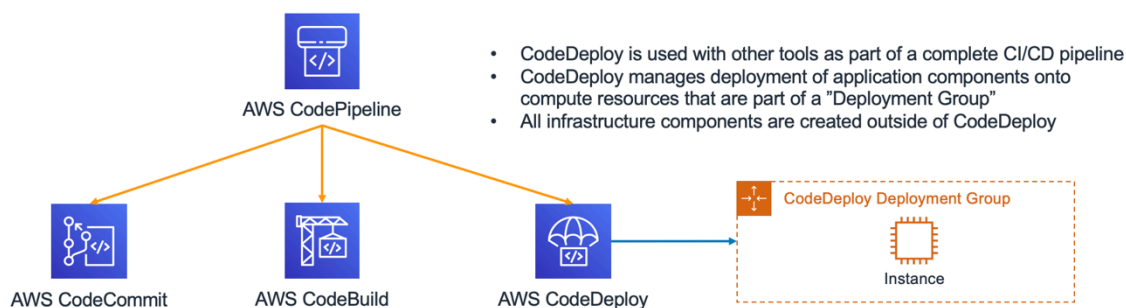 AWS CodePipeline
• CodeDeploy is used with other tools as part of a complete CI/CD pipeline
• CodeDeploy manages deployment of application components onto
compute resources that are part of a ”Deployment Group”
• All infrastructure components are created outside of CodeDeploy
AWS CodeCommit
AWS CodeBuild
AWS CodeDeploy
CodeDeploy Deployment Group
Instance